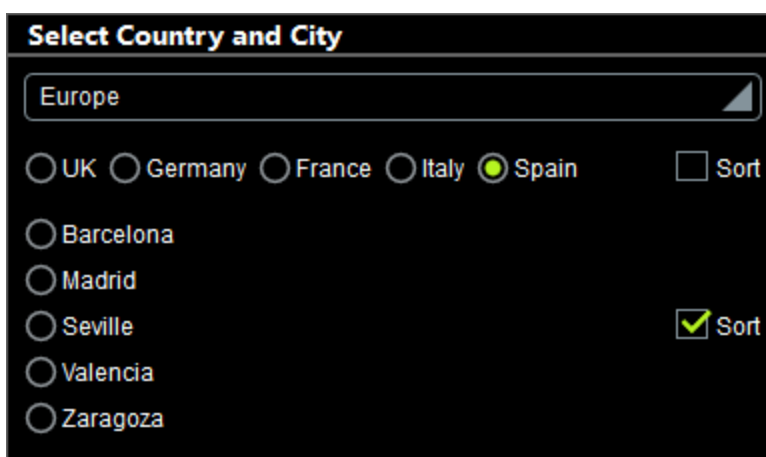 Select Country and City
Europe
UK Germany France Italy Spain Sort
Barcelona
Madrid
Seville Sort
Valencia
Zaragoza